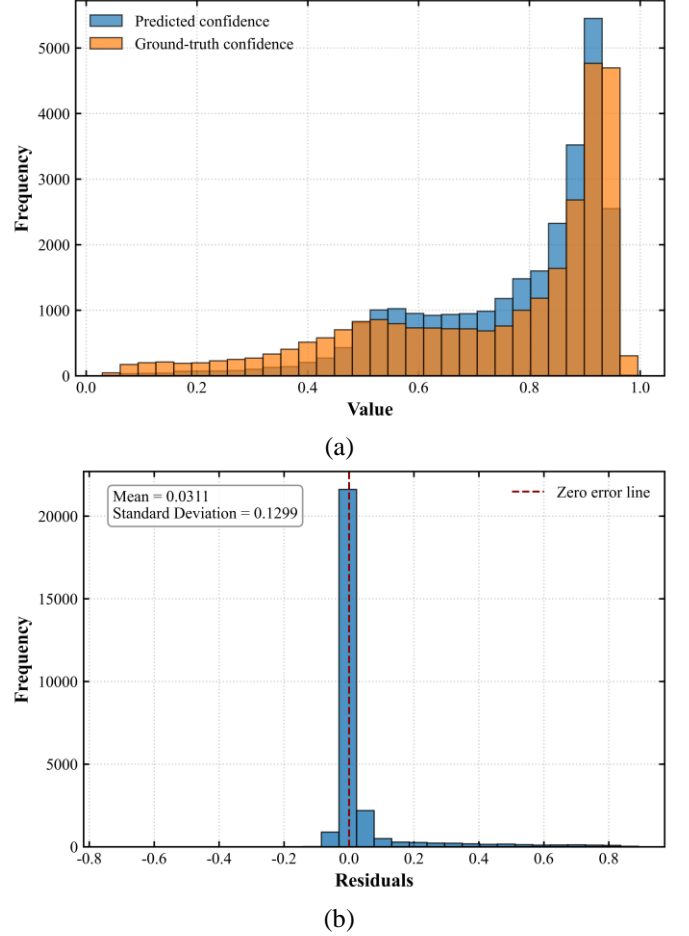 Predicted confidence
Ground-truth confidence
Frequency
5000
4000
3000
2000
1000
0
0.0 0.2 0.4 0.6 0.8 1.0
Value
(a)
Mean = 0.0311
Standard Deviation = 0.1299
Zero error line
Frequency
20000
15000
10000
5000
0
-0.8 -0.6 -0.4 -0.2 0.0 0.2 0.4 0.6 0.8
Residuals
(b)